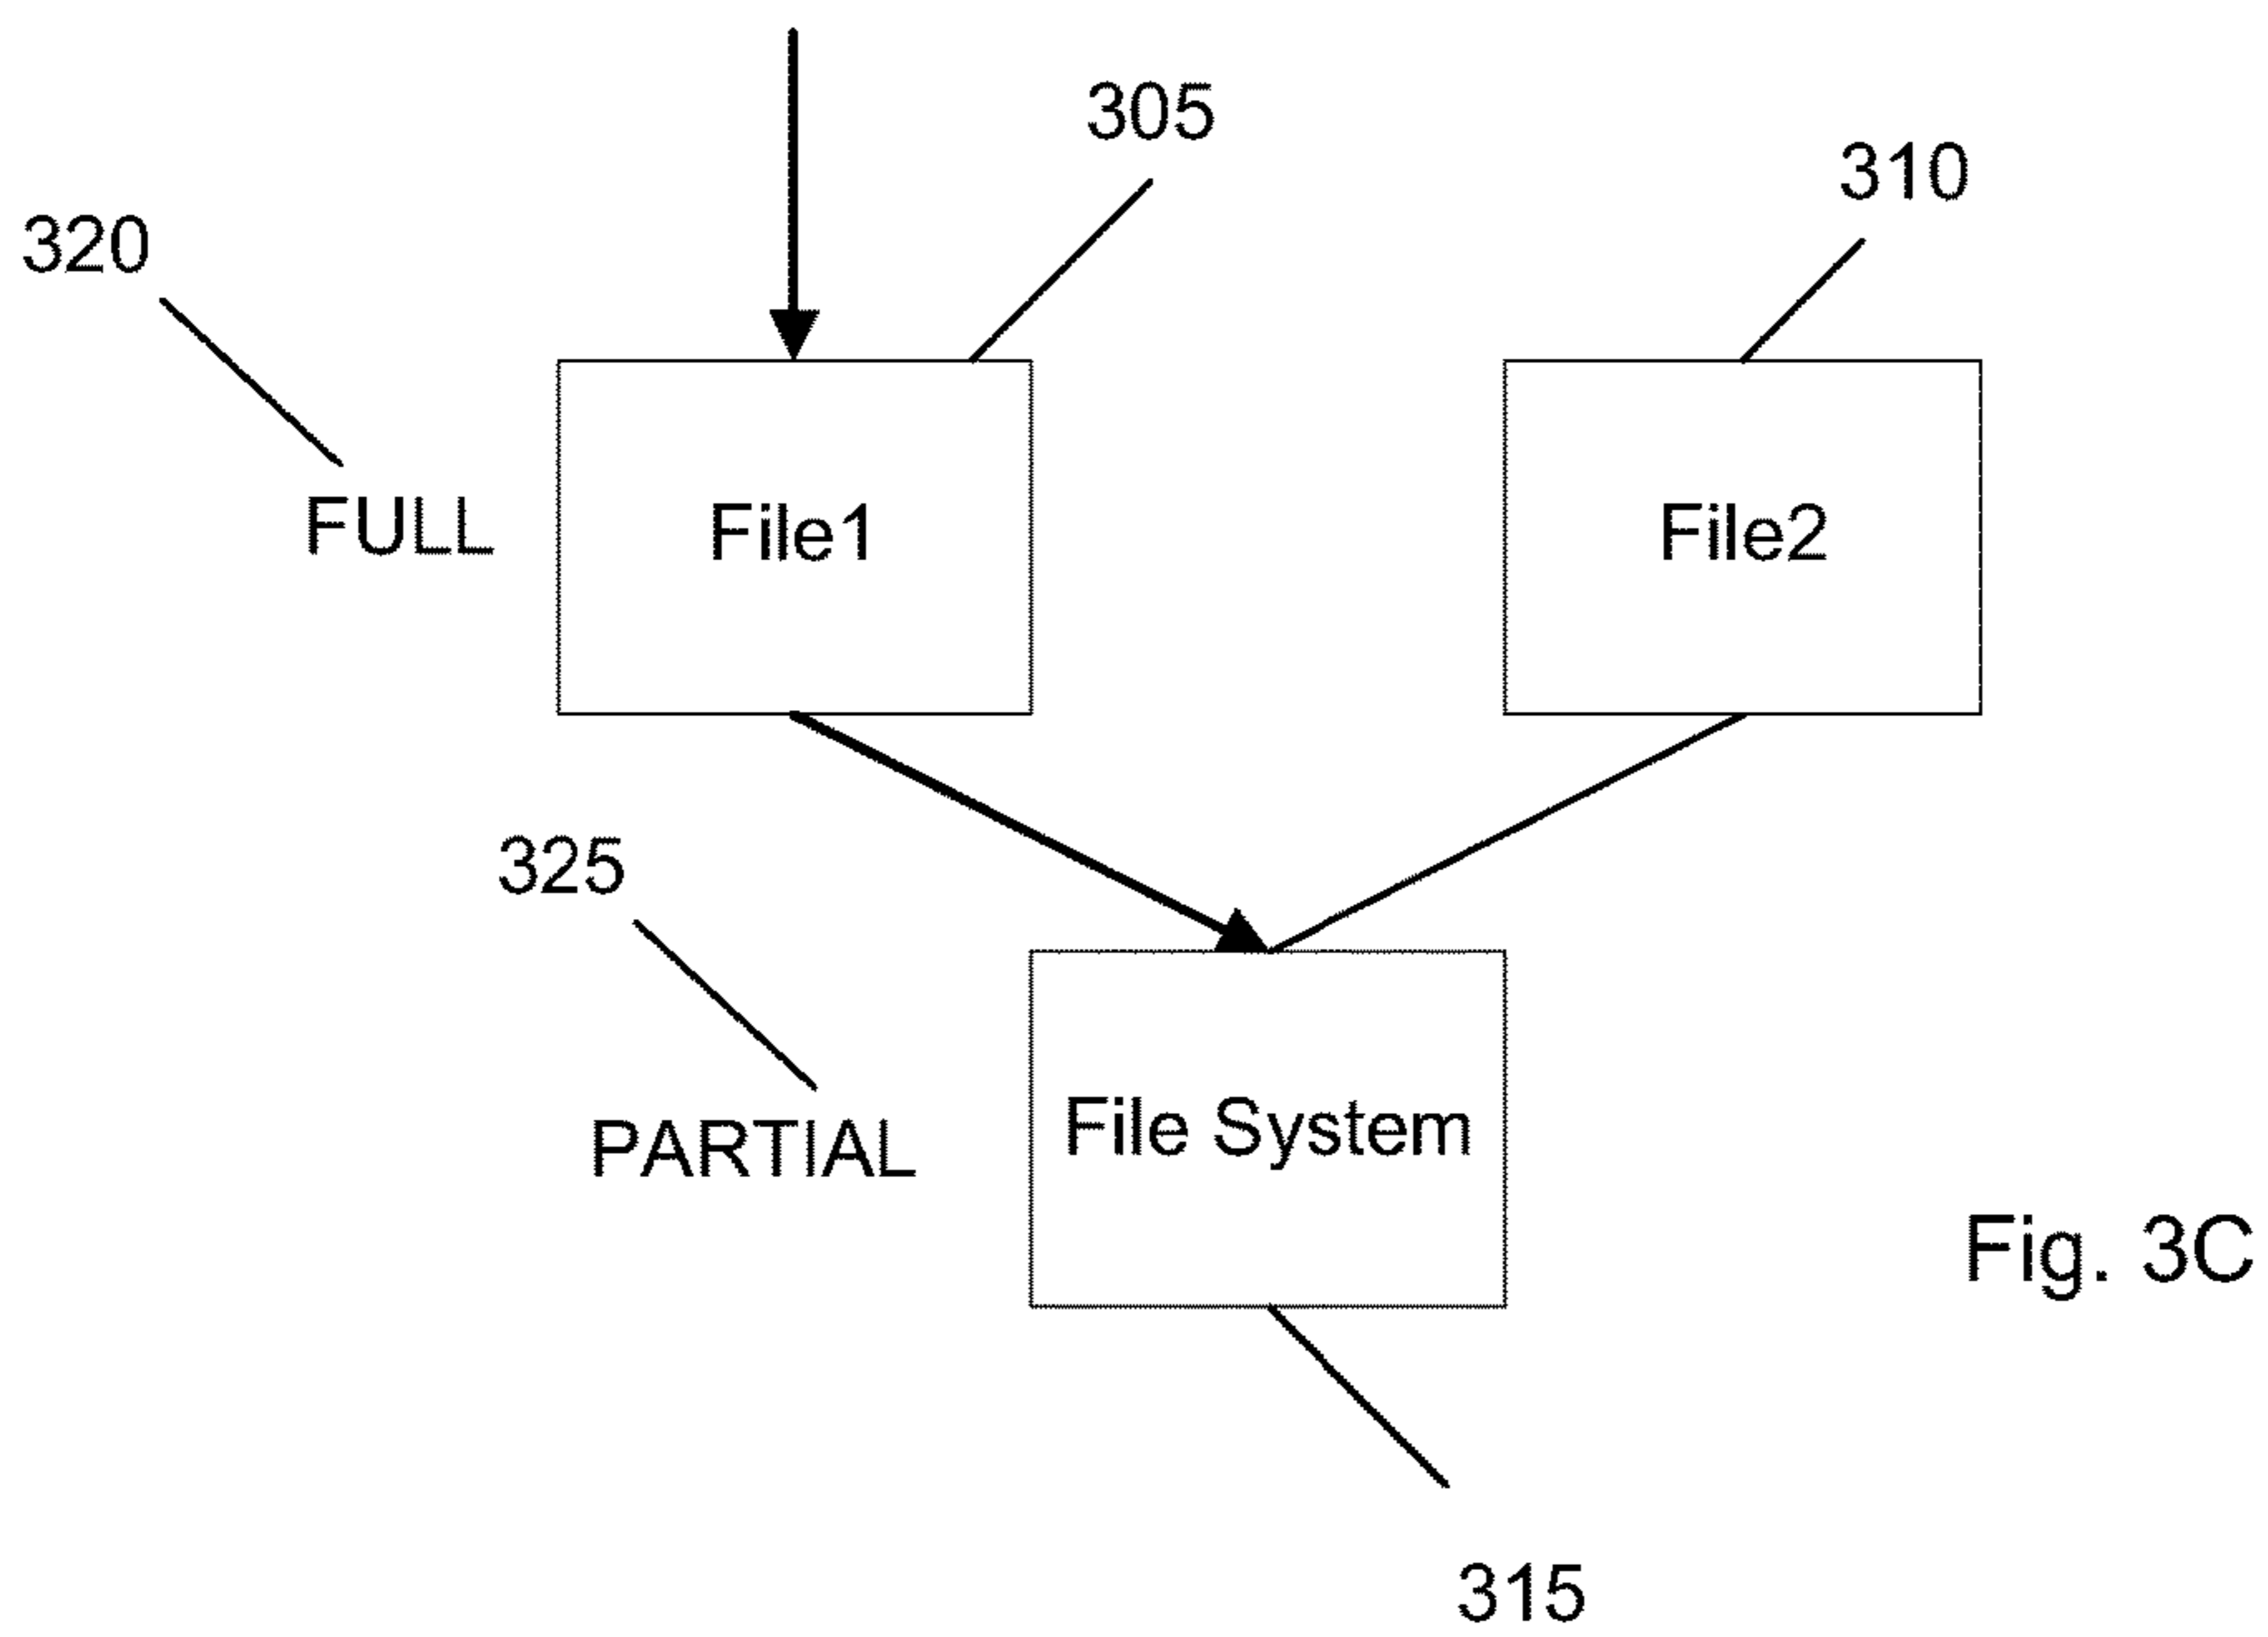 305
310
320
FULL
File1
File2
325
PARTIAL
File System
Fig. 3C
315